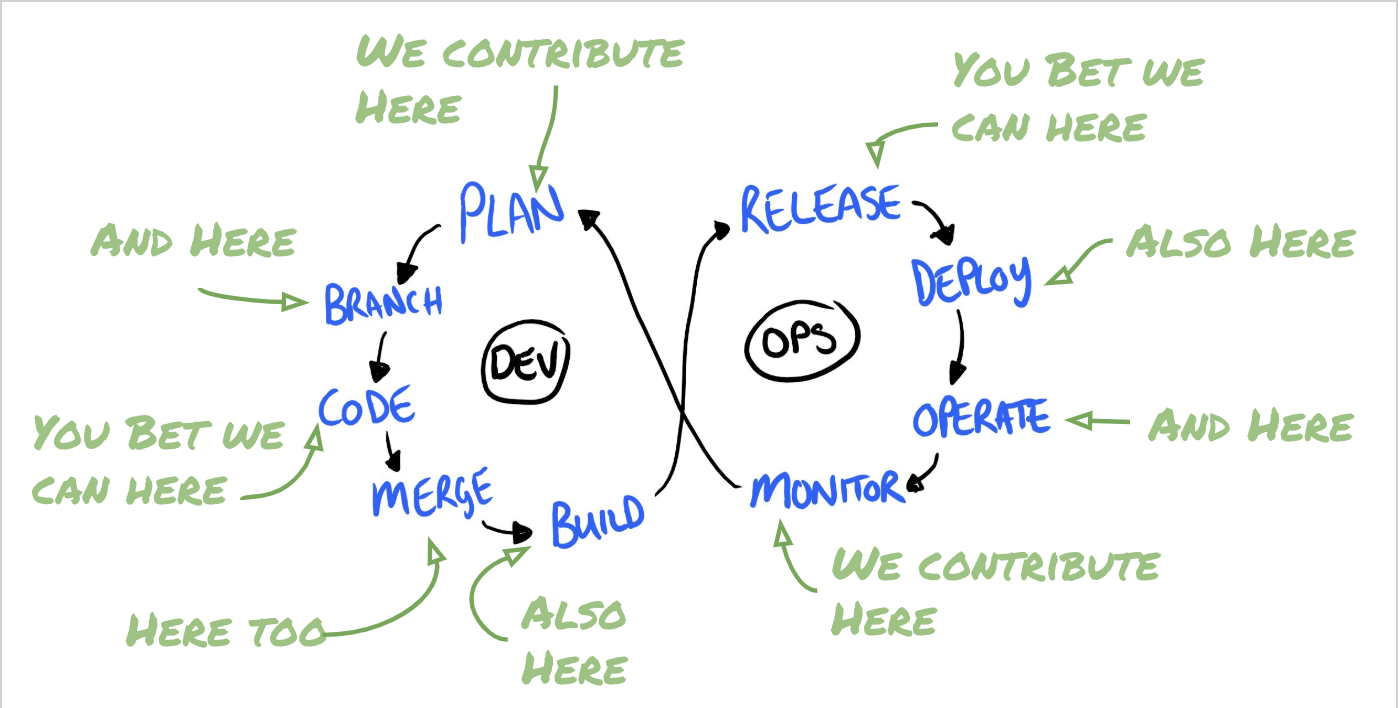 We contribute
Here
You Bet we
can here
Plan
Release
And Here
Also Here
Branch
Deploy
Dev
Ops
Code
Operate
You Bet we
can here
And Here
Merge
Monitor
Build
We contribute
Here
Here too
Also
Here